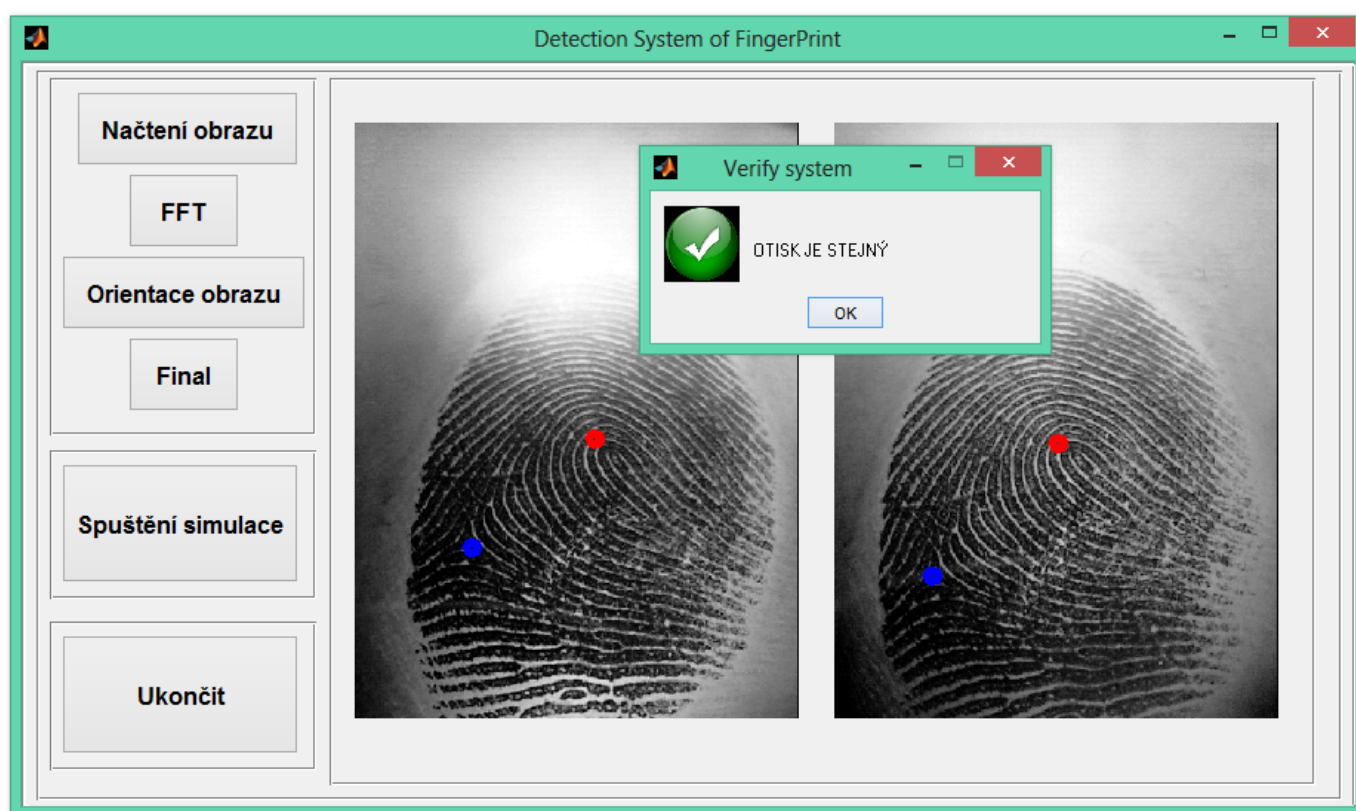 Detection System of FingerPrint
Načtení obrazu
FFT
Orientace obrazu
Final
Spuštění simulace
Ukončit
Verify system
OTISK JE STEJNÝ
OK